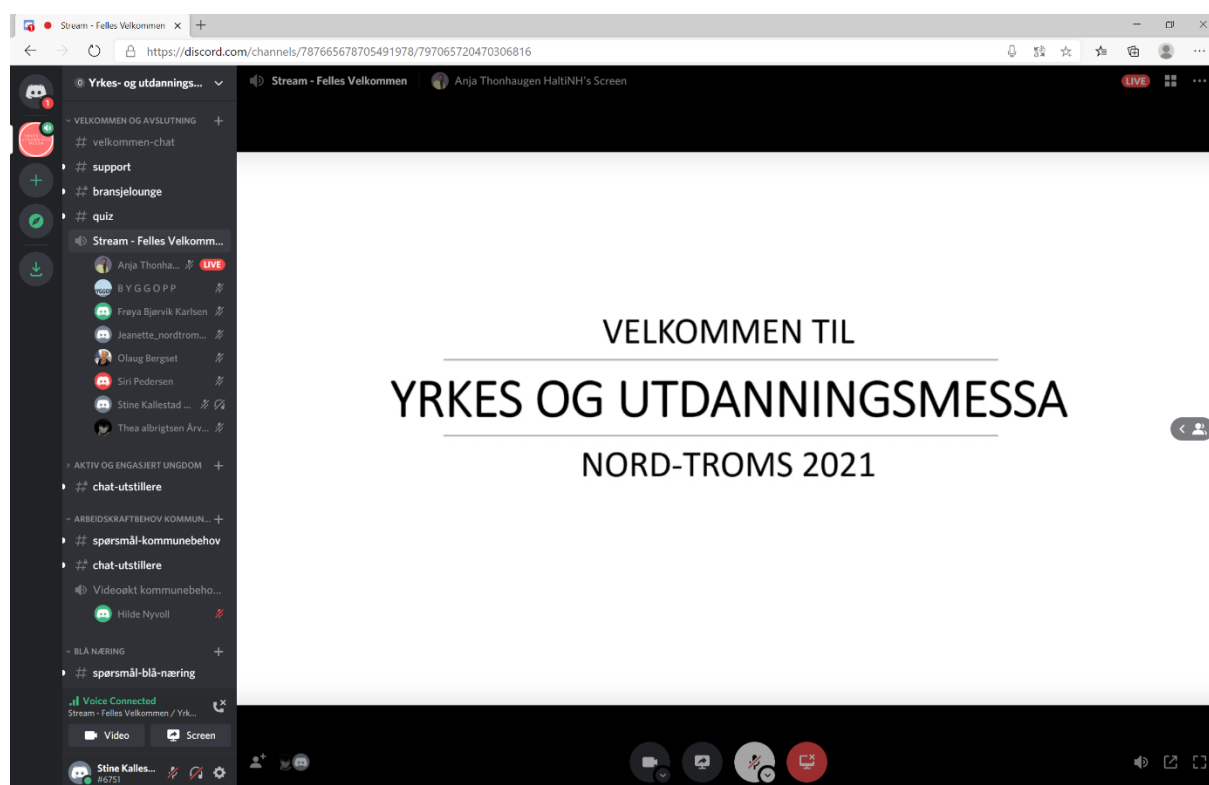 Stream - Felles Velkommen
https://discord.com/channels/787665678705491978/797065720470306816
1
Yrkes- og utdannings...
Stream - Felles Velkommen
Anja Thonhaugen HaltiNH's Screen
LIVE
VELKOMMEN OG AVSLUTNING
velkommen-chat
support
bransjelounge
quiz
Stream - Felles Velkomm...
Anja Thonha...
LIVE
B Y G G O P P
Frøya Bjørvik Karlsen
Jeanette_nordtrom...
Olaug Bergset
Siri Pedersen
Stine Kallestad ...
Thea albrigtsen Årv...
AKTIV OG ENGASJERT UNGDOM
chat-utstillere
ARBEIDSKRAFTBEHOV KOMMUN...
spørsmål-kommunebehov
chat-utstillere
Videoøkt kommunebeho...
Hilde Nyvoll
BLÅ NÆRING
spørsmål-blå-næring
Voice Connected
Stream - Felles Velkommen / Yrk...
Video
Screen
Stine Kalles...
#6751
VELKOMMEN TIL
YRKES OG UTDANNINGSMESSA
NORD-TROMS 2021